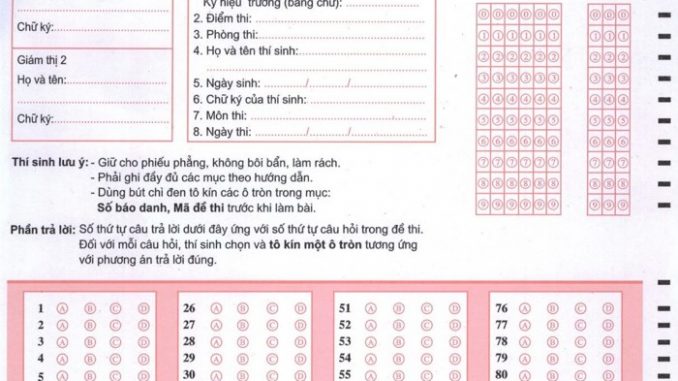 Chữ ký:
Giám thị 2
Họ và tên:
Chữ ký:
Ký hiệu trường (bằng chữ):
2. Điểm thi:
3. Phòng thi:
4. Họ và tên thí sinh:
5. Ngày sinh: / /
6. Chữ ký của thí sinh:
7. Môn thi:
8. Ngày thi: / /
0 0 0 0 0 0 0 0 0
1 1 1 1 1 1 1 1 1
2 2 2 2 2 2 2 2 2
3 3 3 3 3 3 3 3 3
4 4 4 4 4 4 4 4 4
5 5 5 5 5 5 5 5 5
6 6 6 6 6 6 6 6 6
7 7 7 7 7 7 7 7 7
8 8 8 8 8 8 8 8 8
9 9 9 9 9 9 9 9 9
Thí sinh lưu ý: - Giữ cho phiếu phẳng, không bôi bẩn, làm rách.
- Phải ghi đầy đủ các mục theo hướng dẫn.
- Dùng bút chì đen tô kín các ô tròn trong mục:
Số báo danh, Mã đề thi trước khi làm bài.
Phần trả lời: Số thứ tự câu trả lời dưới đây ứng với số thứ tự câu hỏi trong đề thi.
Đối với mỗi câu hỏi, thí sinh chọn và tô kín một ô tròn tương ứng
với phương án trả lời đúng.
1 A B C D 26 A B C D 51 A B C D 76 A B C D
2 A B C D 27 A B C D 52 A B C D 77 A B C D
3 A B C D 28 A B C D 53 A B C D 78 A B C D
4 A B C D 29 A B C D 54 A B C D 79 A B C D
5 A B C D 30 A B C D 55 A B C D 80 A B C D